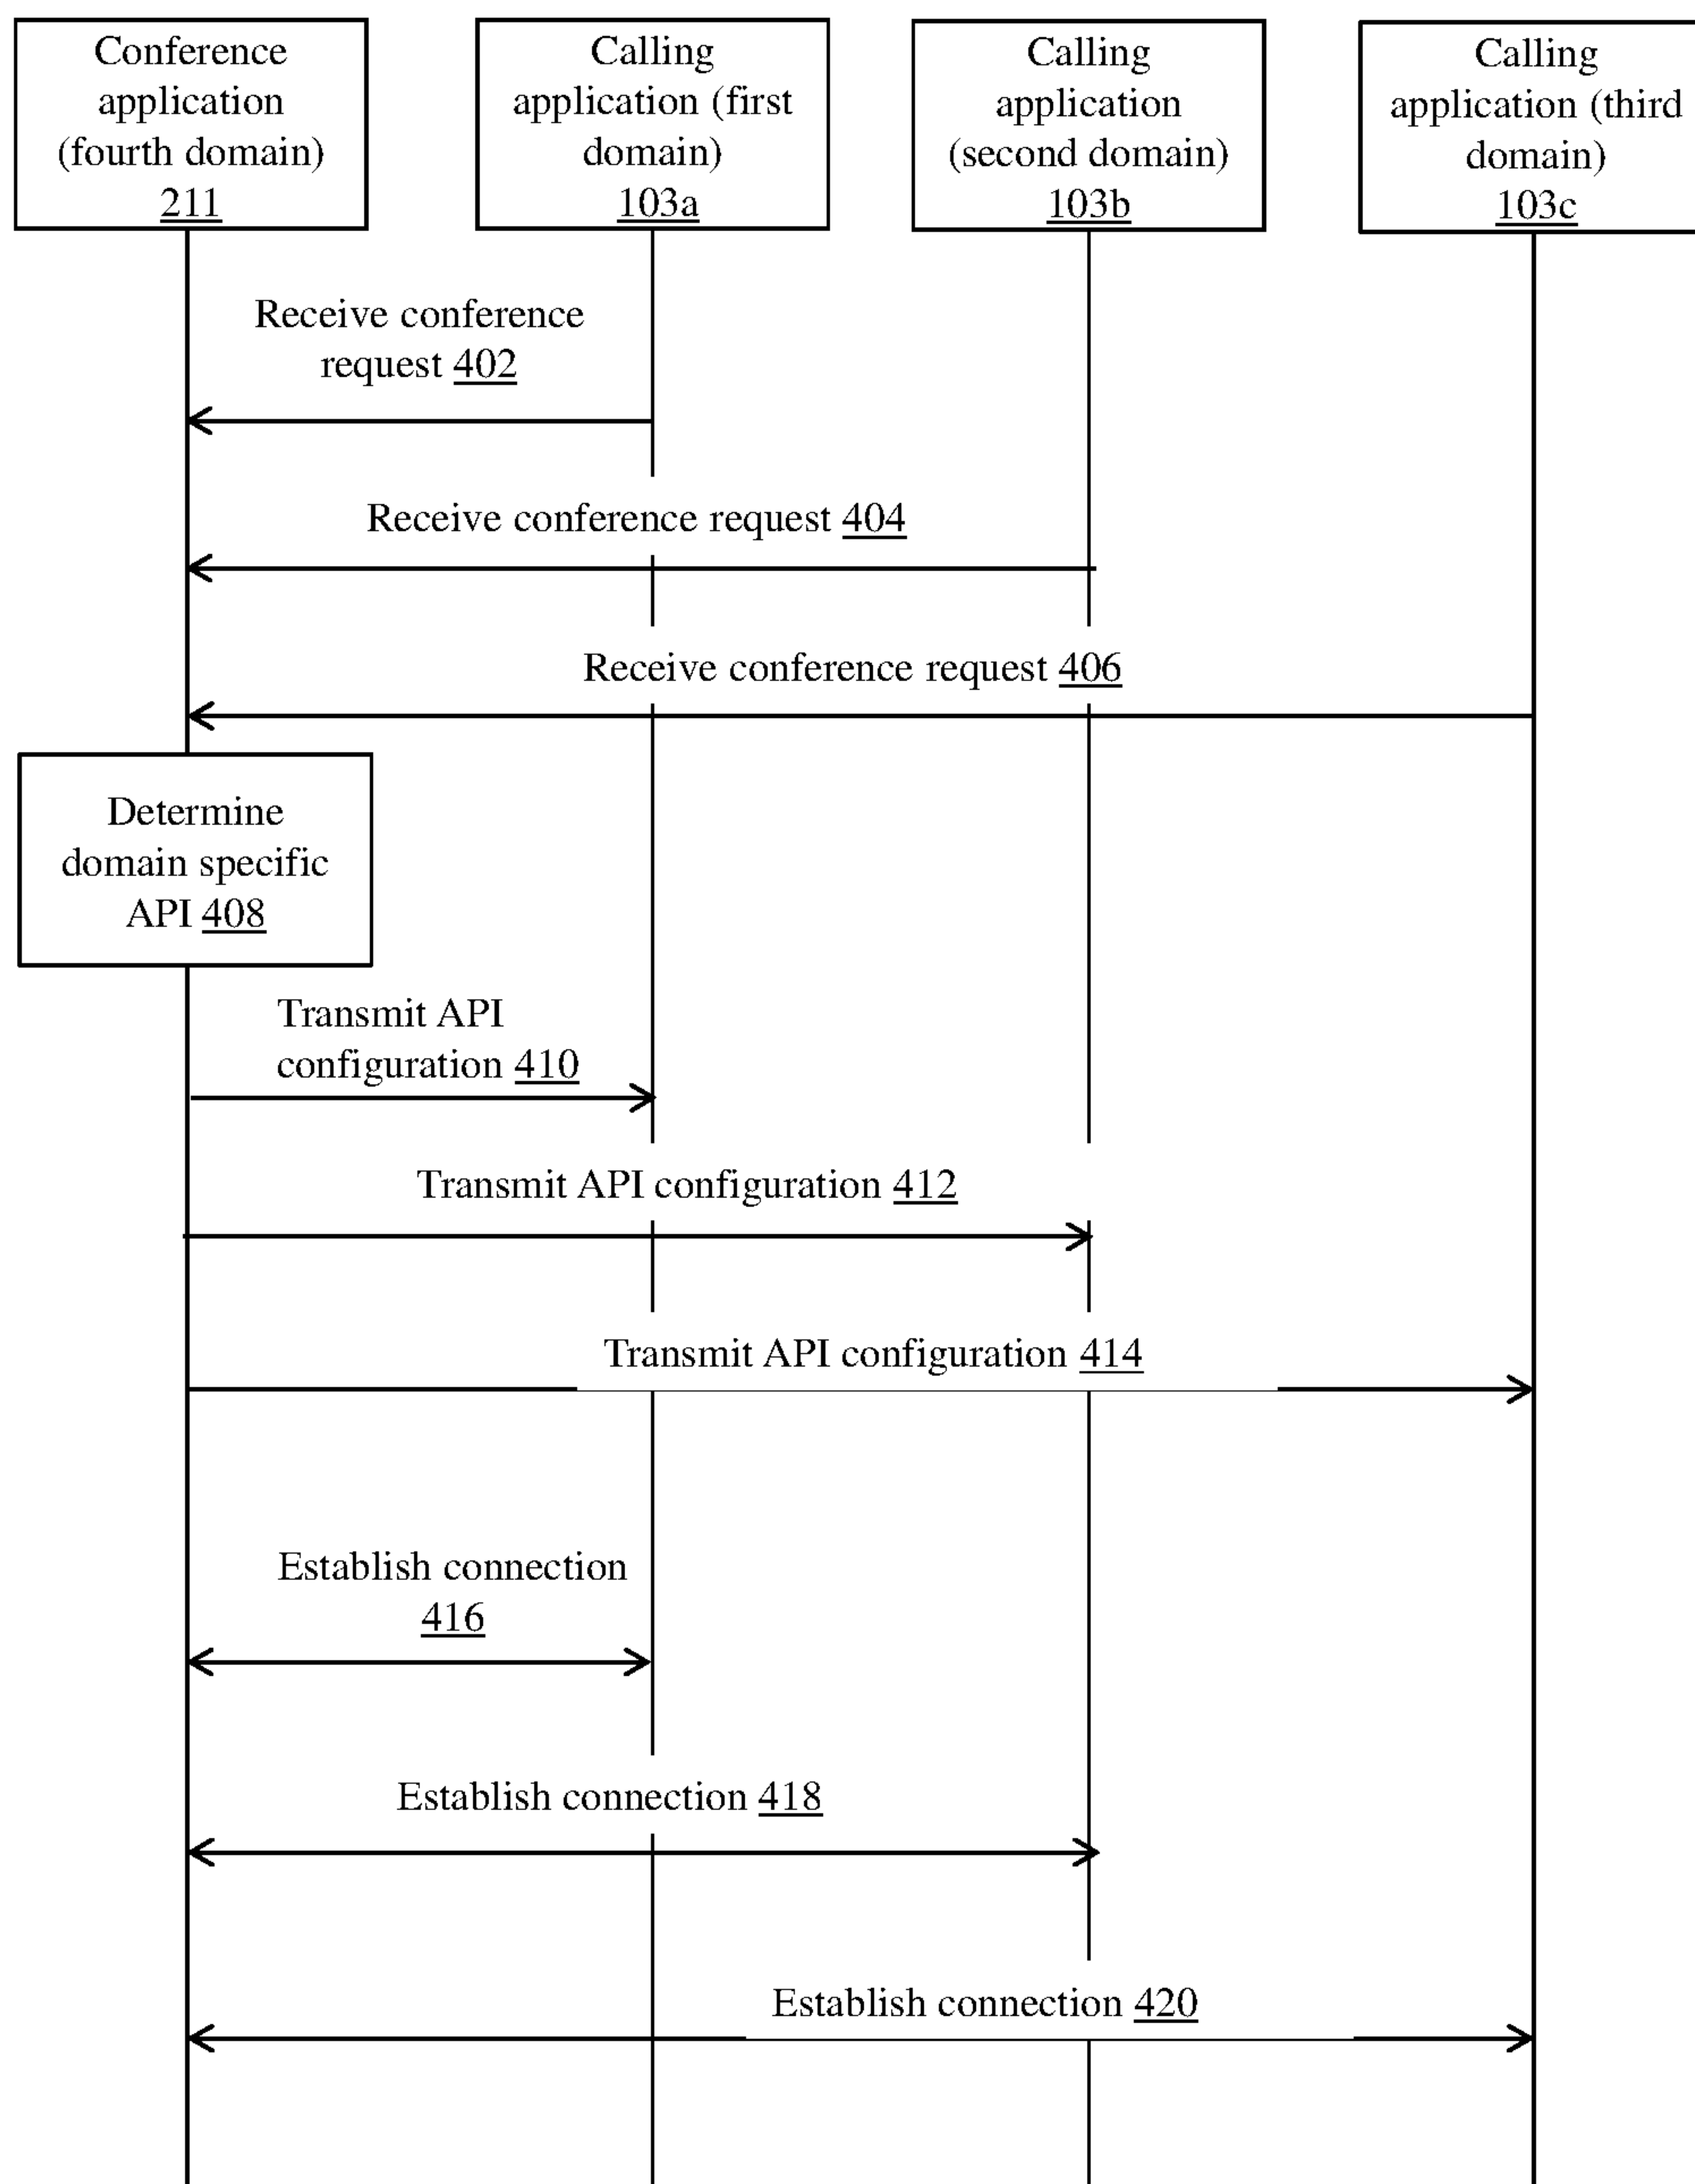 Conference
application
(fourth domain)
211
Calling
application (first
domain)
103a
Calling
application
(second domain)
103b
Calling
application (third
domain)
103c
Receive conference
request 402
Receive conference request 404
Receive conference request 406
Determine
domain specific
API 408
Transmit API
configuration 410
Transmit API configuration 412
Transmit API configuration 414
Establish connection
416
Establish connection 418
Establish connection 420